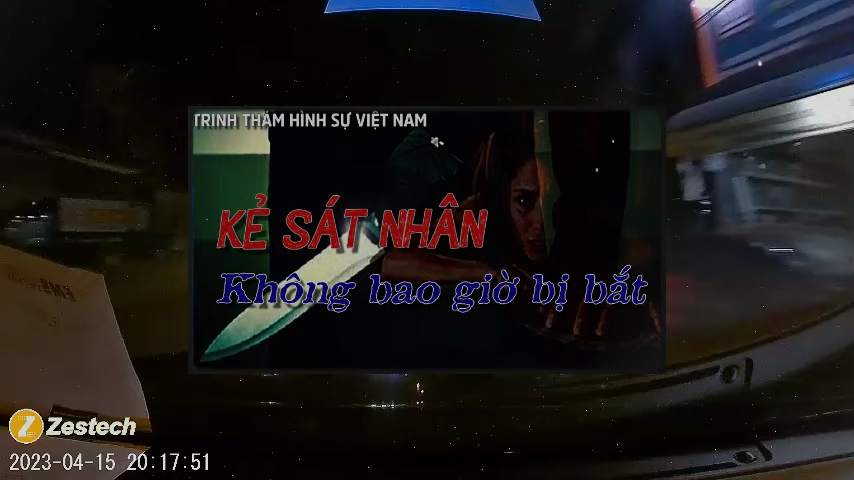 TRINH THÁM HÌNH SỰ VIỆT NAM
KẺ SÁT NHÂN
Không bao giờ bị bắt
Zestech
2023-04-15 20:17:51